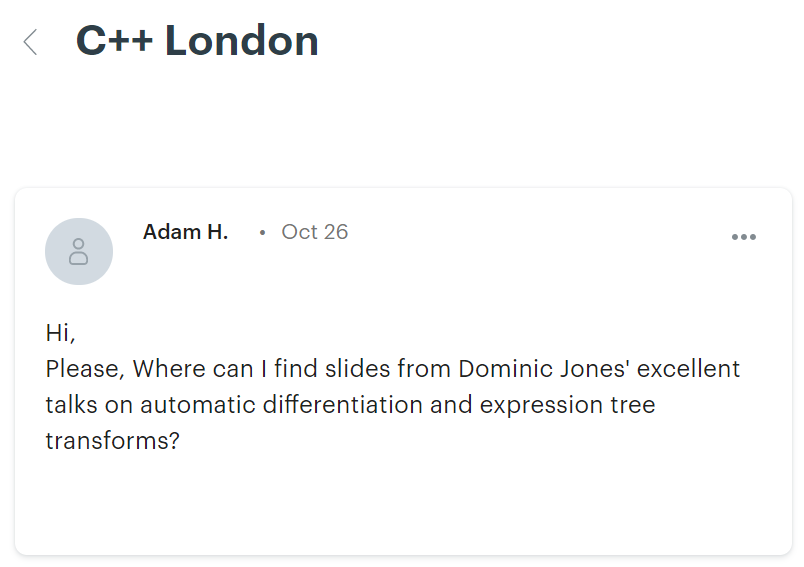 C++ London
Adam H. • Oct 26
Hi,
Please, Where can I find slides from Dominic Jones' excellent
talks on automatic differentiation and expression tree
transforms?